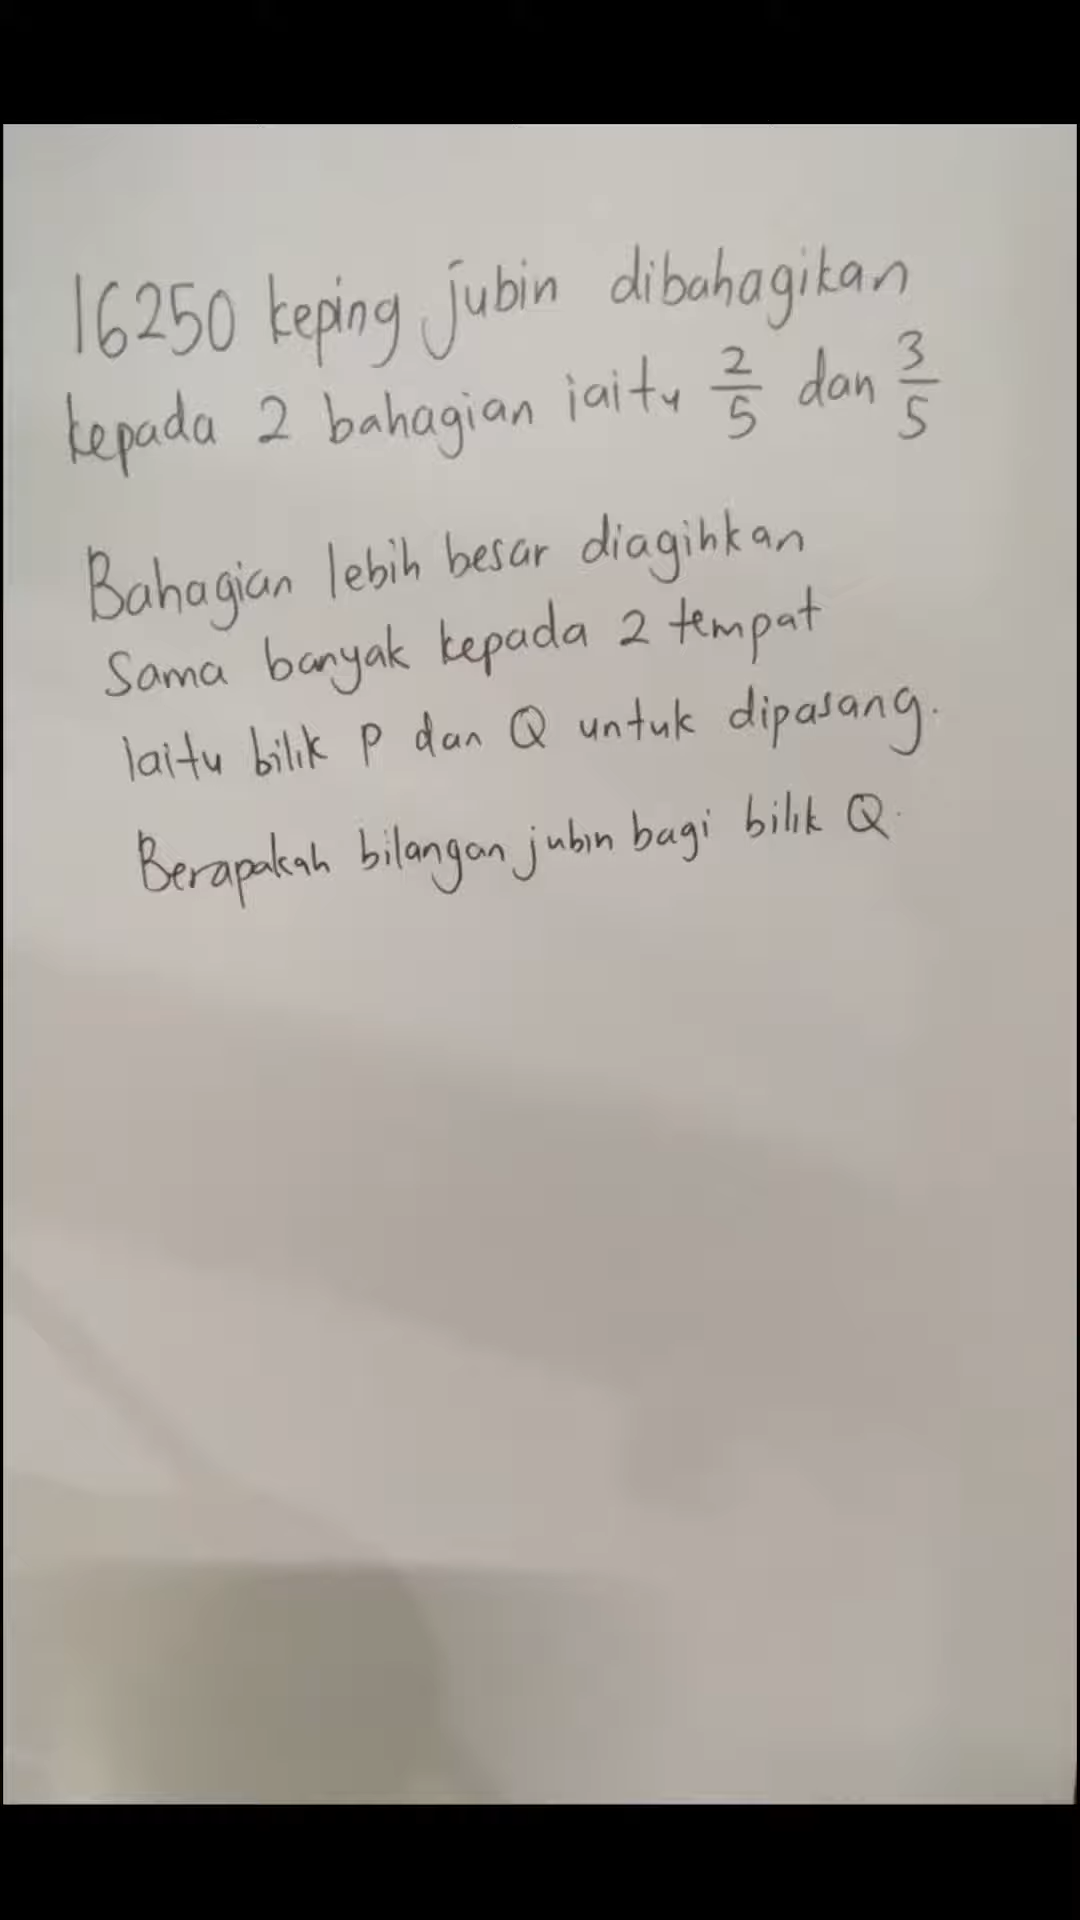 16250 keping jubin dibahagikan
kepada 2 bahagian iaitu 2/5 dan 3/5
Bahagian lebih besar diagihkan
sama banyak kepada 2 tempat
Iaitu bilik P dan Q untuk dipasang.
Berapakah bilangan jubin bagi bilik Q.